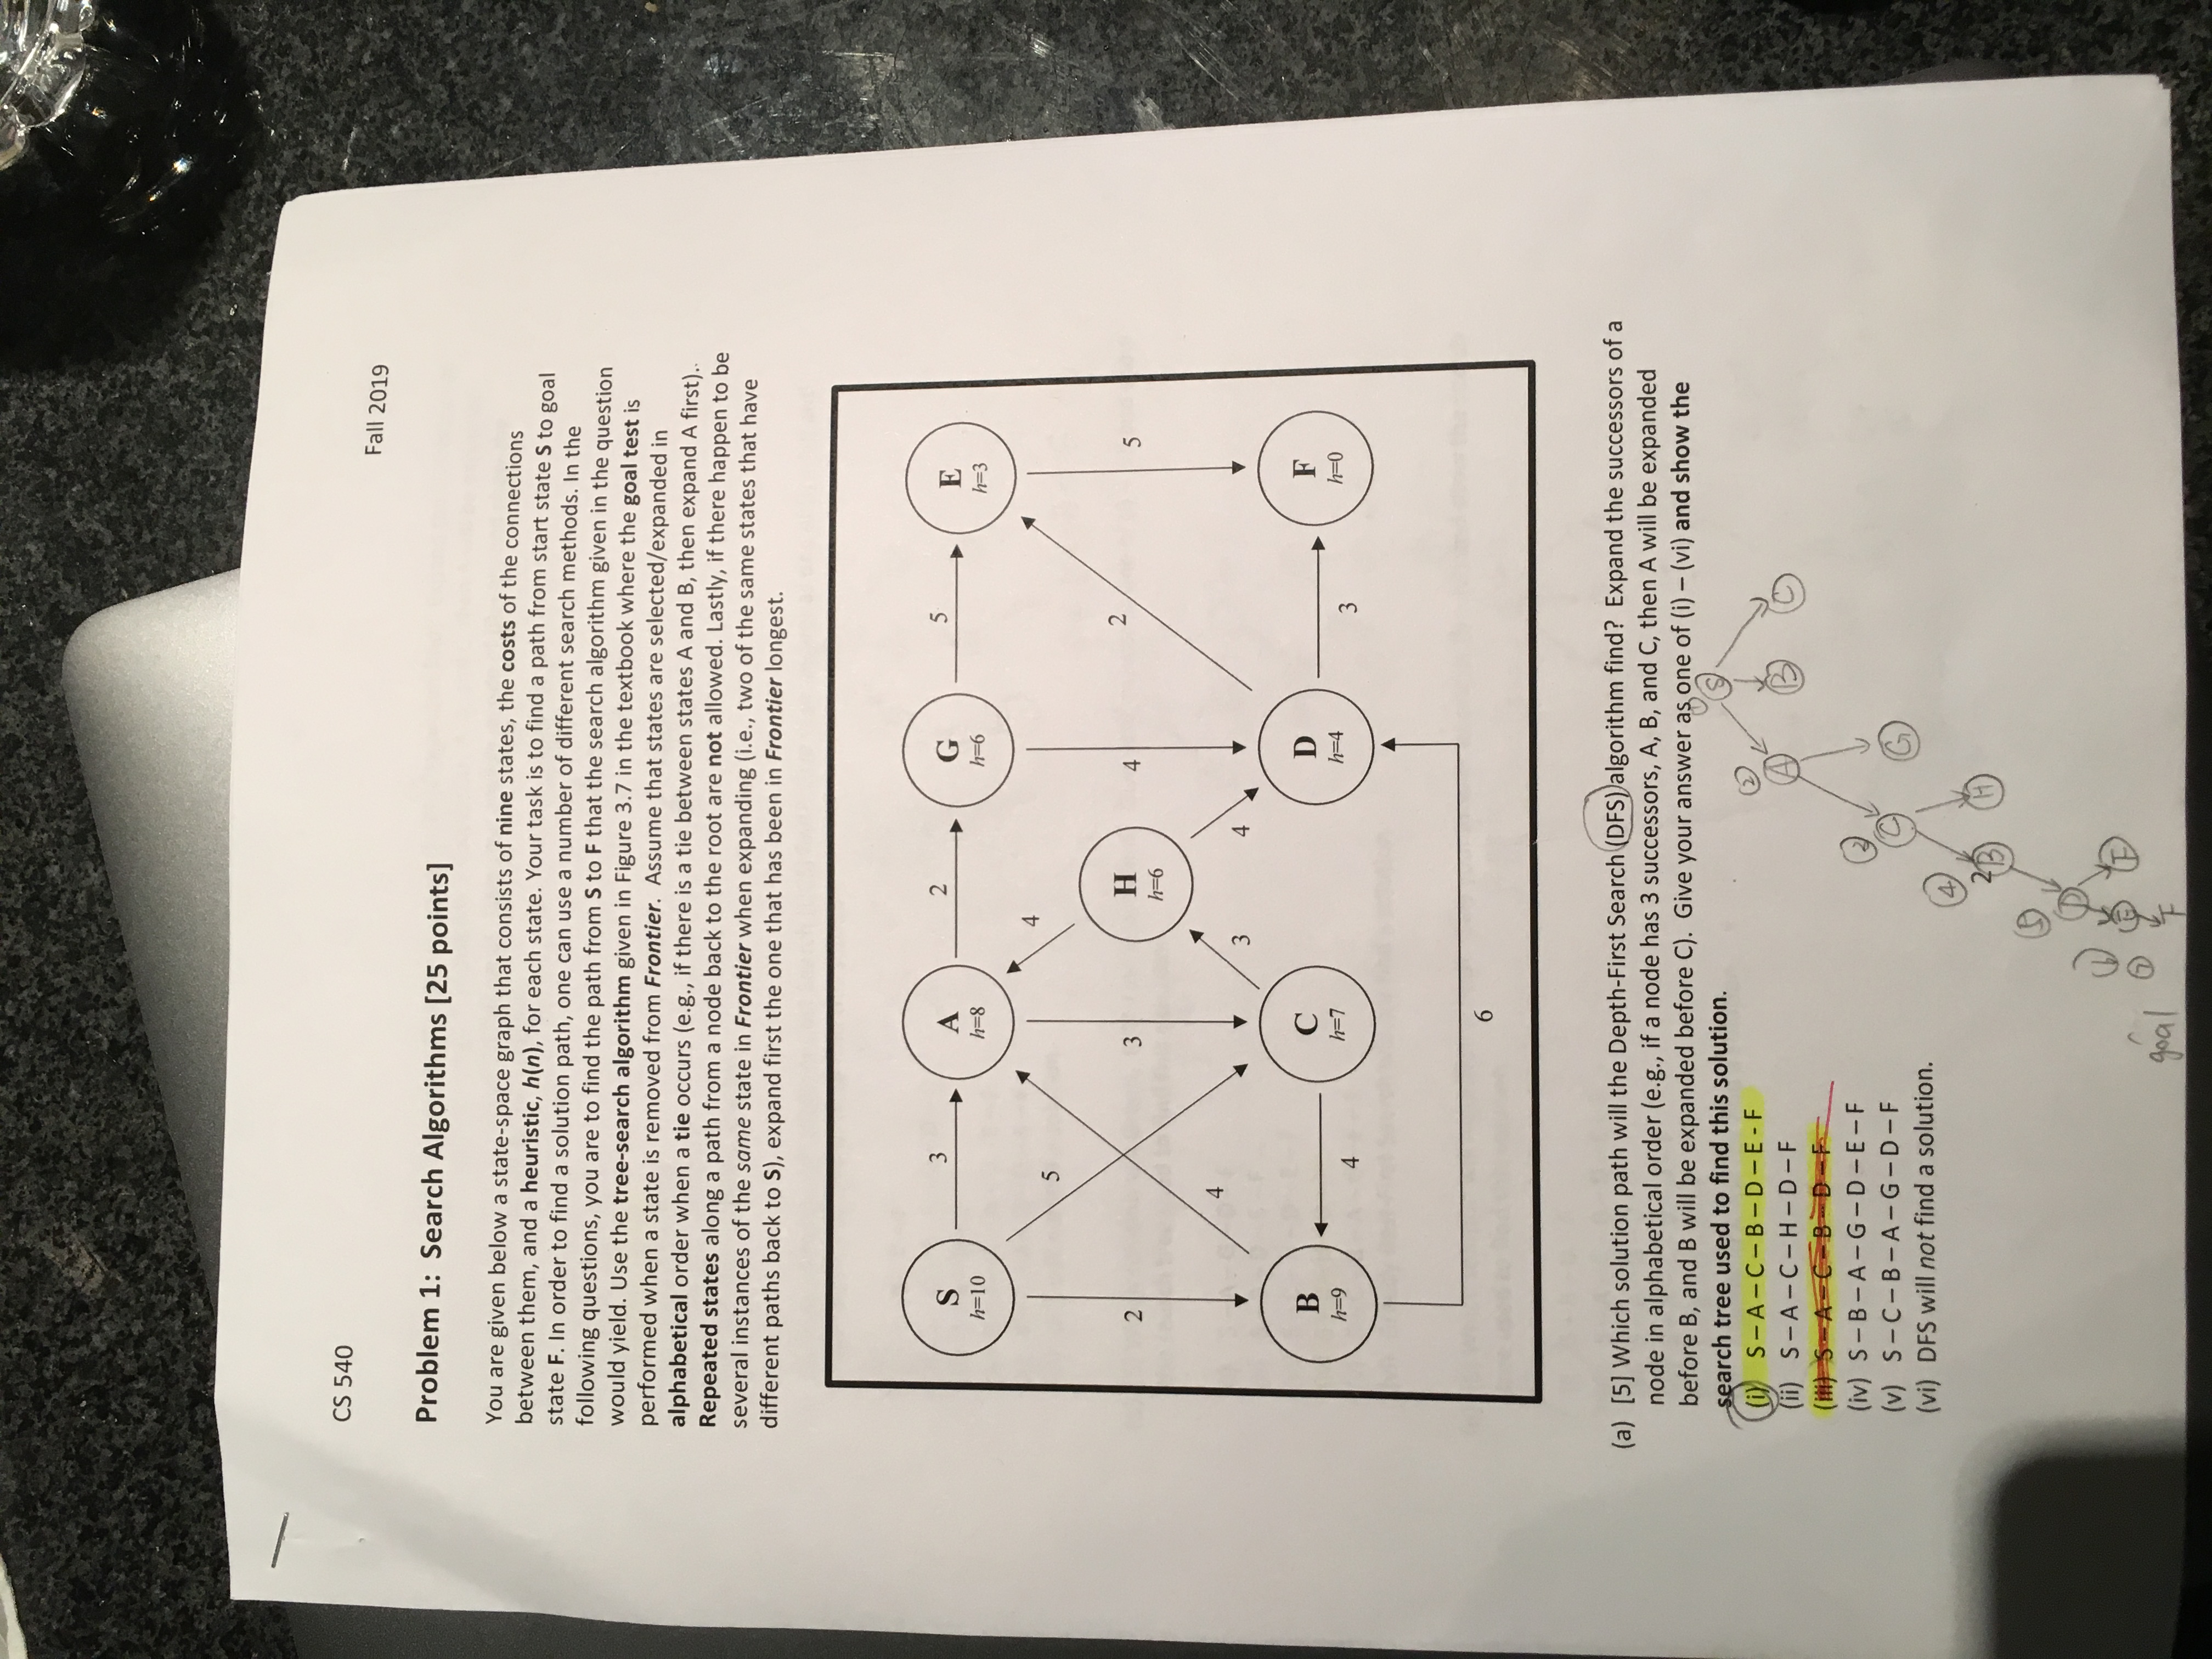 CS 540
Fall 2019
Problem 1: Search Algorithms [25 points]
You are given below a state-space graph that consists of nine states, the costs of the connections
between them, and a heuristic, h(n), for each state. Your task is to find a path from start state S to goal
state F. In order to find a solution path, one can use a number of different search methods. In the
following questions, you are to find the path from S to F that the search algorithm given in the question
would yield. Use the tree-search algorithm given in Figure 3.7 in the textbook where the goal test is
performed when a state is removed from Frontier. Assume that states are selected/expanded in
alphabetical order when a tie occurs (e.g., if there is a tie between states A and B, then expand A first).
Repeated states along a path from a node back to the root are not allowed. Lastly, if there happen to be
several instances of the same state in Frontier when expanding (i.e., two of the same states that have
different paths back to S), expand first the one that has been in Frontier longest.
3 2 5
S A G E
h=10 h=8 h=6 h=3
4
5
H
h=6
2 3 4 2 5
4 3 4
B C D F
h=9 h=7 h=4 h=0
4 3
6
(a) [5] Which solution path will the Depth-First Search (DFS) algorithm find? Expand the successors of a
node in alphabetical order (e.g., if a node has 3 successors, A, B, and C, then A will be expanded
before B, and B will be expanded before C). Give your answer as one of (i) – (vi) and show the
search tree used to find this solution.
(i) S – A – C – B – D – E - F
(ii) S – A – C – H – D – F
(iii) S – A – C – B – D – F
(iv) S – B – A – G – D – E – F
(v) S – C – B – A – G – D – F
(vi) DFS will not find a solution.
① S
② A B C
③ C G
④ 2 B H
⑤ D
⑥ E F
goal ⑦ F